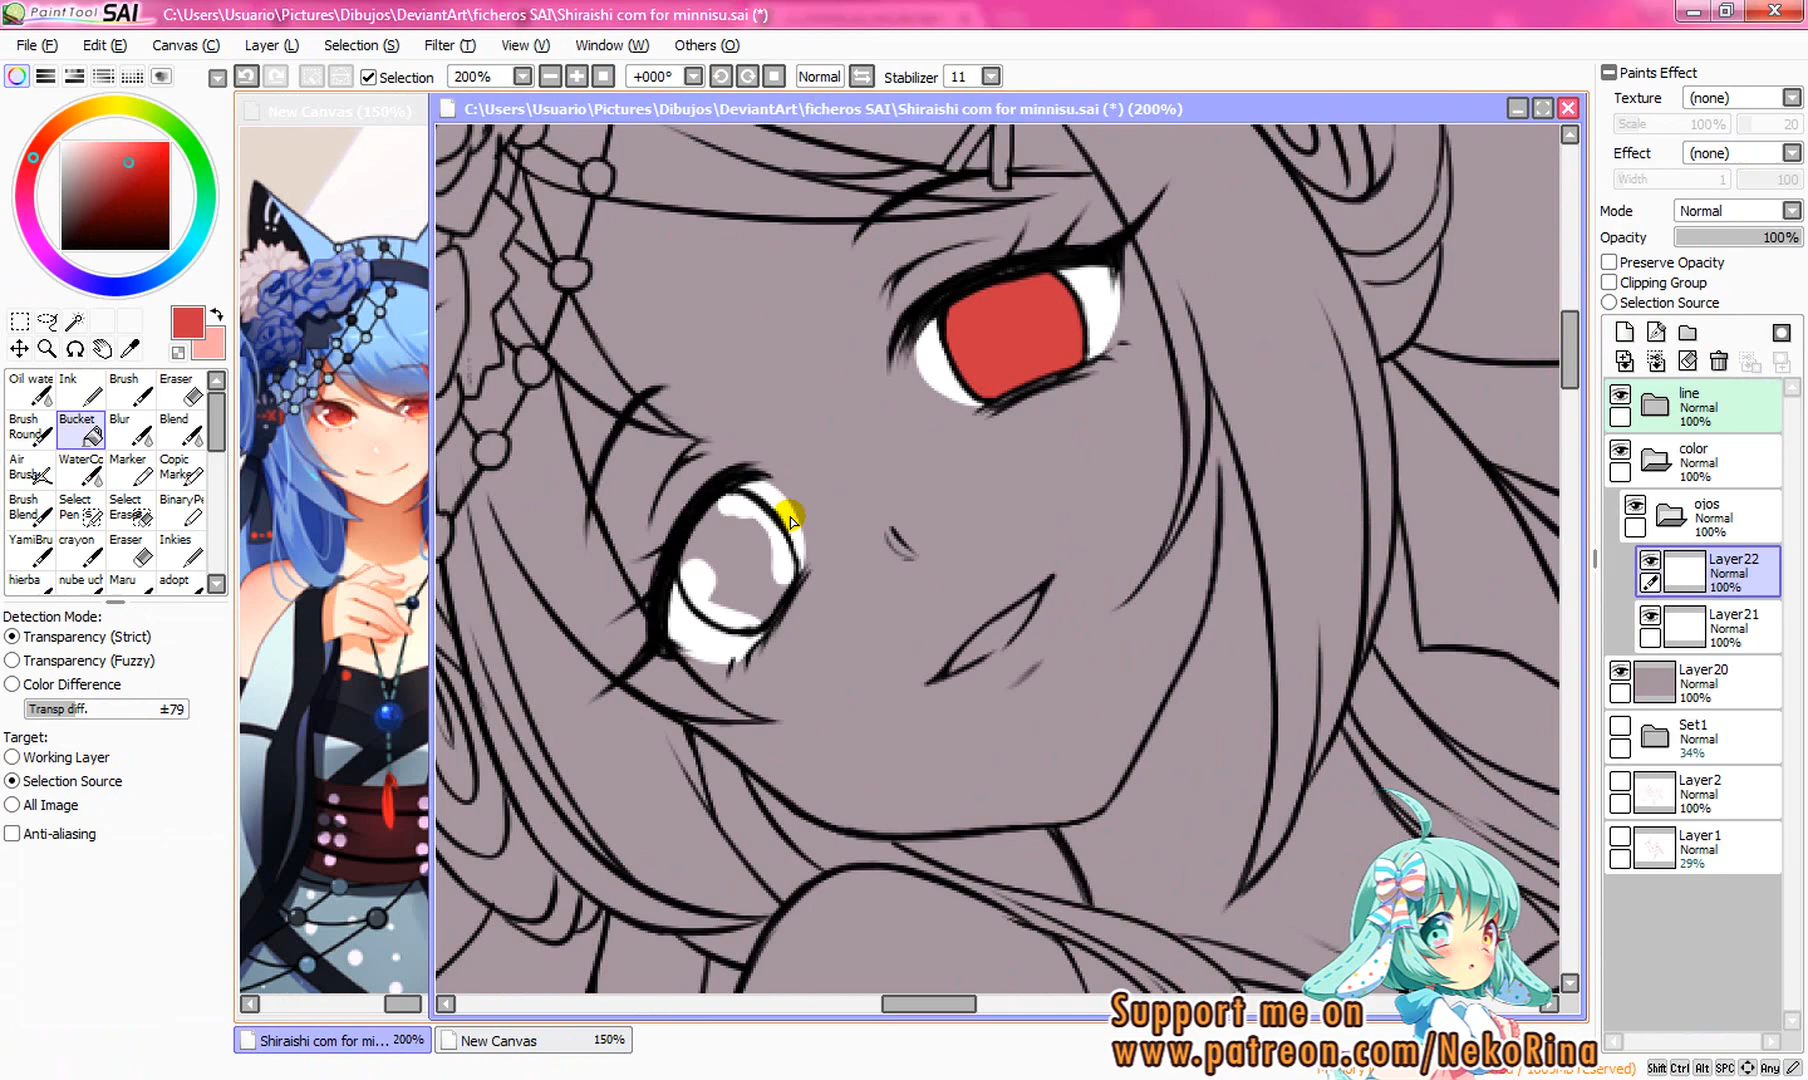 PaintTool SAI C:\Users\Usuario\Pictures\Dibujos\DeviantArt\ficheros SAI\Shiraishi com for minnisu.sai (*)
File (F) Edit (E) Canvas (C) Layer (L) Selection (S) Filter (T) View (V) Window (W) Others (O)
Selection 200% +000° Normal Stabilizer 11
New Canvas (150%)
C:\Users\Usuario\Pictures\Dibujos\DeviantArt\ficheros SAI\Shiraishi com for minnisu.sai (*) (200%)
Paints Effect
Texture (none)
Scale 100% 20
Effect (none)
Width 1 100
Mode Normal
Opacity 100%
Preserve Opacity
Clipping Group
Selection Source
line
Normal
100%
color
Normal
100%
ojos
Normal
100%
Layer22
Normal
100%
Layer21
Normal
100%
Layer20
Normal
100%
Set1
Normal
34%
Layer2
Normal
100%
Layer1
Normal
29%
Oil wate Ink Brush Eraser
Brush Round Bucket Blur Blend
Air Brush WaterCo Marker Copic Marke
Brush Blend Select Pen Select Erase BinaryPe
YamiBru crayon Eraser Inkies
hierba nube uch Maru adopt
Detection Mode:
Transparency (Strict)
Transparency (Fuzzy)
Color Difference
Transp diff. ±79
Target:
Working Layer
Selection Source
All Image
Anti-aliasing
Shiraishi com for mi... 200% New Canvas 150%
Support me on
www.patreon.com/NekoRina
Shift Ctrl Alt SPC Any